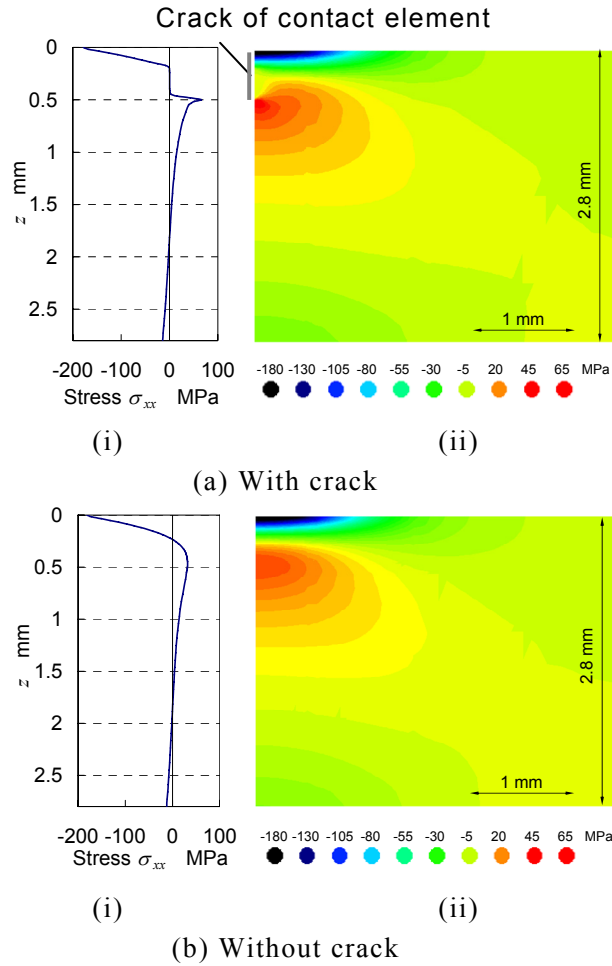 Crack of contact element
0
0.5
1
1.5
2
2.5
z mm
-200 -100 0 100
Stress σxx MPa
2.8 mm
1 mm
-180 -130 -105 -80 -55 -30 -5 20 45 65 MPa
(i) (ii)
(a) With crack
0
0.5
1
1.5
2
2.5
z mm
-200 -100 0 100
Stress σxx MPa
2.8 mm
1 mm
-180 -130 -105 -80 -55 -30 -5 20 45 65 MPa
(i) (ii)
(b) Without crack